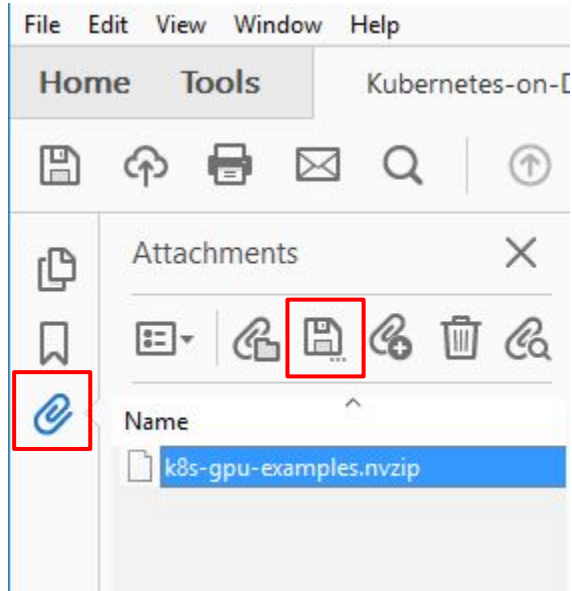 File Edit View Window Help
Home Tools Kubernetes-on-D
Attachments
Name
k8s-gpu-examples.nvzip